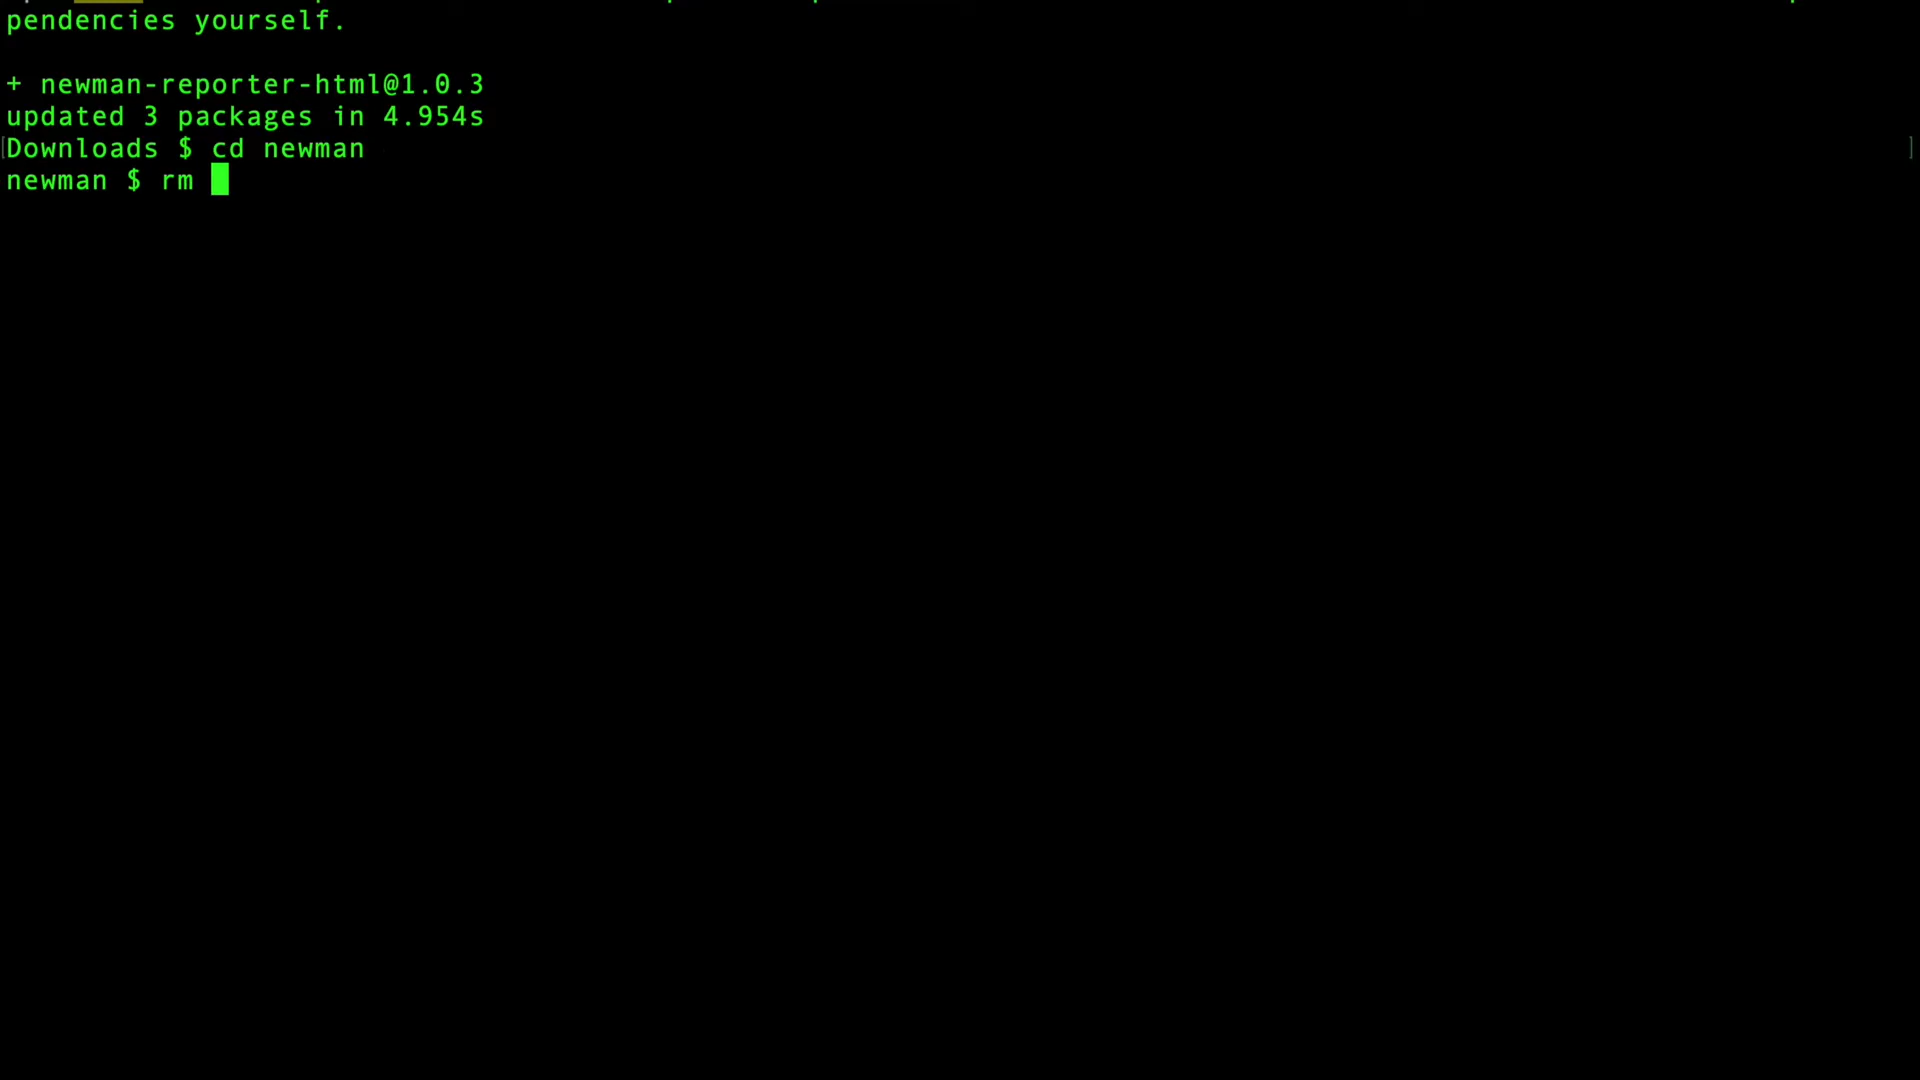 pendencies yourself.
+ newman-reporter-html@1.0.3
updated 3 packages in 4.954s
[Downloads $ cd newman ]
newman $ rm